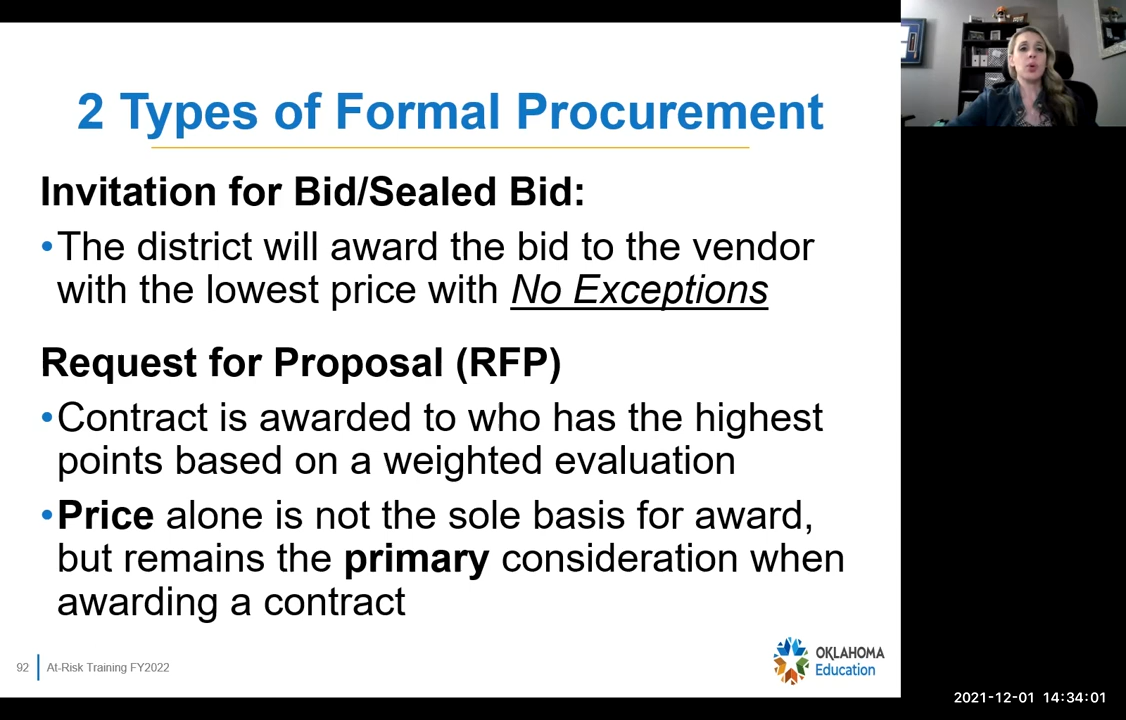 2 Types of Formal Procurement
Invitation for Bid/Sealed Bid:
•The district will award the bid to the vendor
with the lowest price with No Exceptions
Request for Proposal (RFP)
•Contract is awarded to who has the highest
points based on a weighted evaluation
•Price alone is not the sole basis for award,
but remains the primary consideration when
awarding a contract
92 At-Risk Training FY2022
OKLAHOMA
Education
2021-12-01 14:34:01